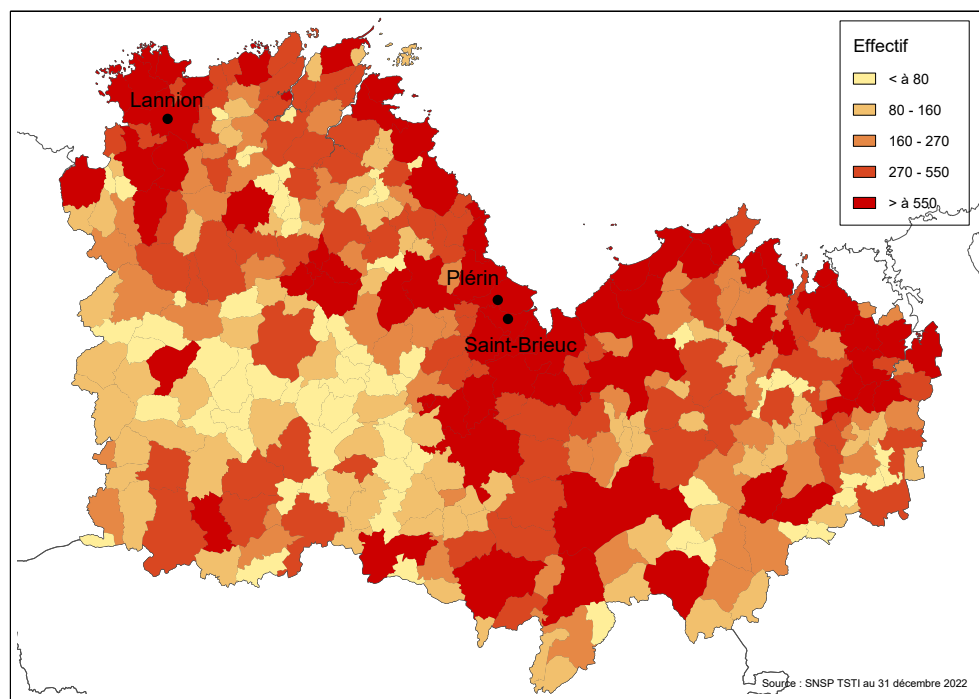 Effectif
< à 80
80 - 160
160 - 270
270 - 550
> à 550
Lannion
Plérin
Saint-Brieuc
Source : SNSP TSTI au 31 décembre 2022